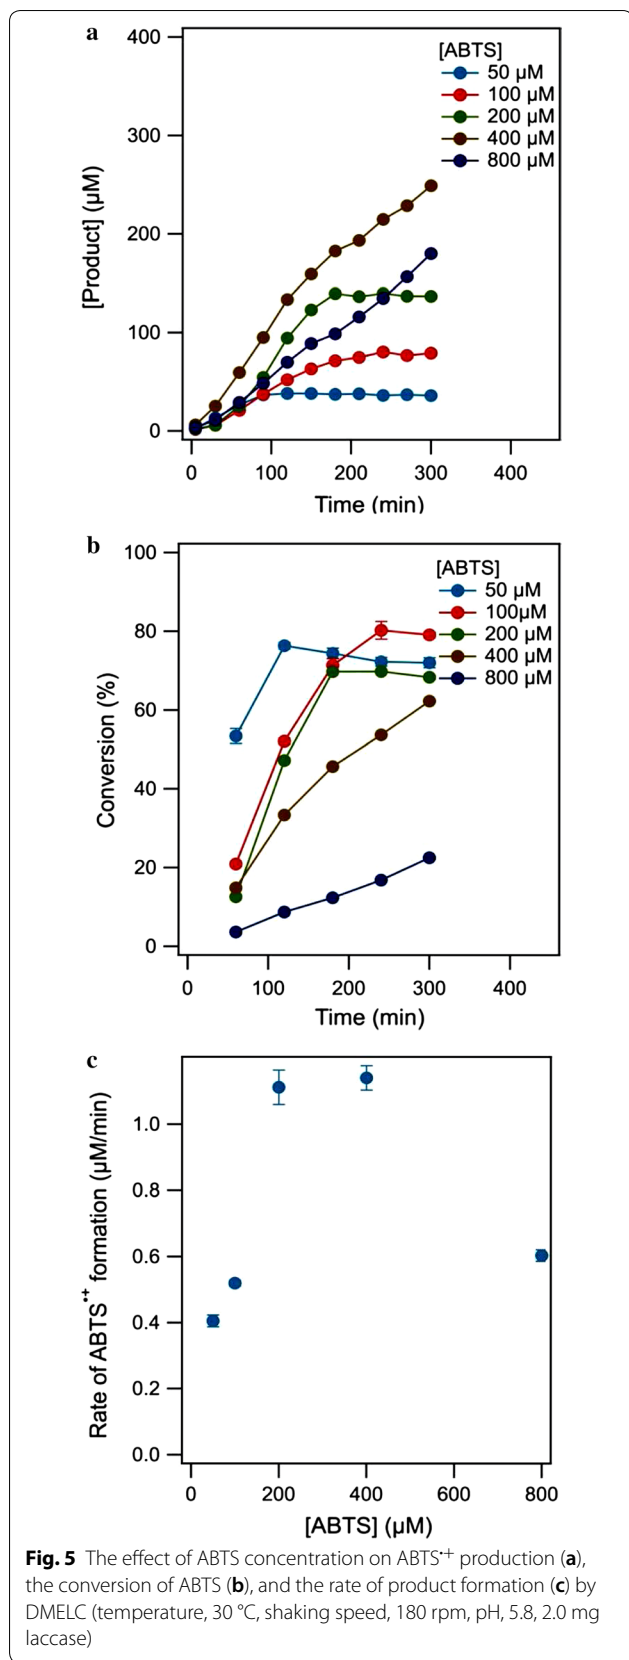 a
400
300
200
100
0
[Product] (µM)
[ABTS]
50 µM
100 µM
200 µM
400 µM
800 µM
0 100 200 300 400
Time (min)
b
100
80
60
40
20
0
Conversion (%)
[ABTS]
50 µM
100µM
200 µM
400 µM
800 µM
0 100 200 300 400
Time (min)
c
1.0
0.8
0.6
0.4
0.2
0.0
Rate of ABTS•+ formation (µM/min)
0 200 400 600 800
[ABTS] (µM)
Fig. 5 The effect of ABTS concentration on ABTS•+ production (a),
the conversion of ABTS (b), and the rate of product formation (c) by
DMELC (temperature, 30 °C, shaking speed, 180 rpm, pH, 5.8, 2.0 mg
laccase)